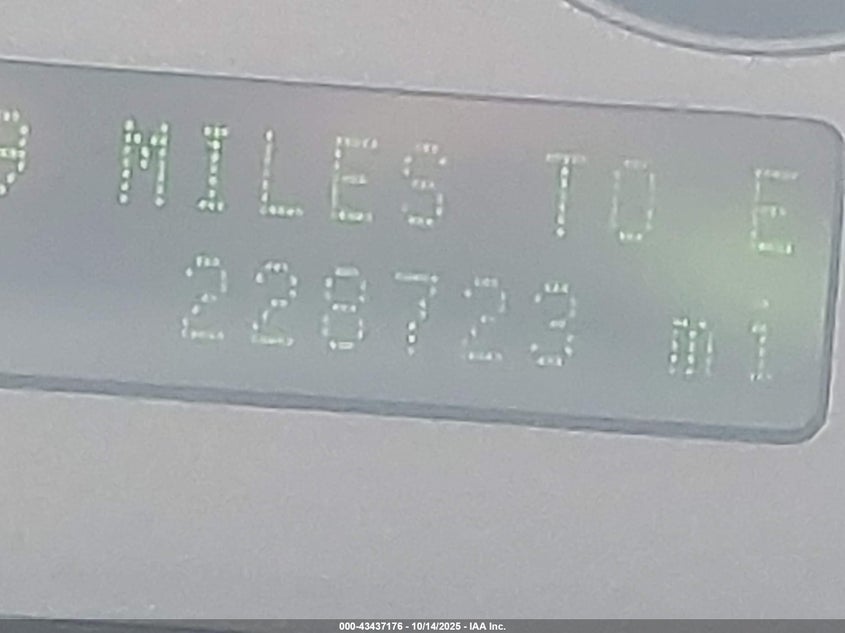 MILES TO E
228723 mi
000-43437176 - 10/14/2025 - IAA Inc.